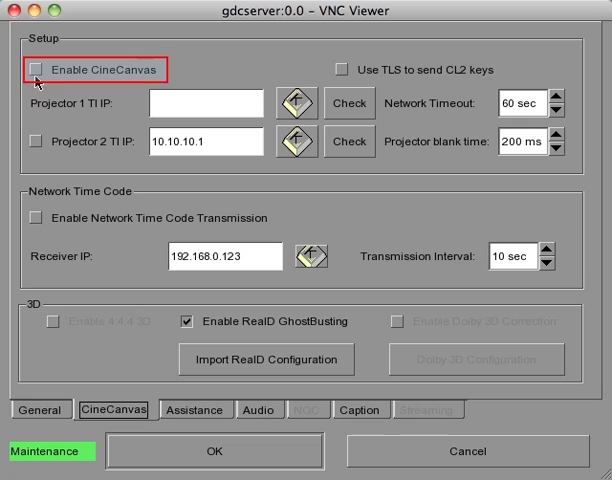 gdcserver:0.0 – VNC Viewer
Setup
Enable CineCanvas
Use TLS to send CL2 keys
Projector 1 TI IP:
Check
Network Timeout:
60 sec
Projector 2 TI IP:
10.10.10.1
Check
Projector blank time:
200 ms
Network Time Code
Enable Network Time Code Transmission
Receiver IP:
192.168.0.123
Transmission Interval:
10 sec
3D
Enable 4:4:4 3D
Enable RealD GhostBusting
Enable Dolby 3D Correction
Import RealD Configuration
Dolby 3D Configuration
General
CineCanvas
Assistance
Audio
NOC
Caption
Streaming
Maintenance
OK
Cancel